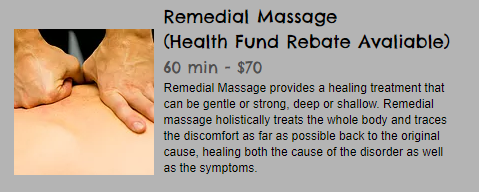 Remedial Massage
(Health Fund Rebate Avaliable)
60 min - $70
Remedial Massage provides a healing treatment that
can be gentle or strong, deep or shallow. Remedial
massage holistically treats the whole body and traces
the discomfort as far as possible back to the original
cause, healing both the cause of the disorder as well
as the symptoms.